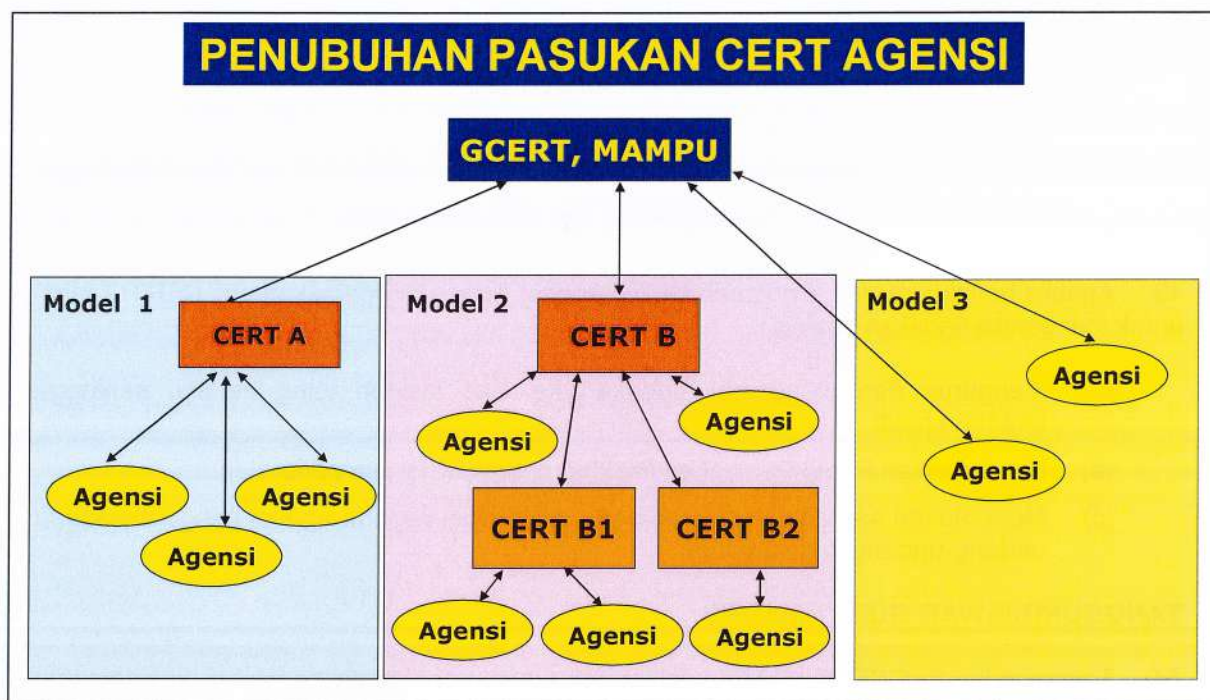 PENUBUHAN PASUKAN CERT AGENSI
GCERT, MAMPU
Model 1
CERT A
Agensi
Agensi
Agensi
Model 2
CERT B
Agensi
Agensi
CERT B1
CERT B2
Agensi
Agensi
Agensi
Model 3
Agensi
Agensi